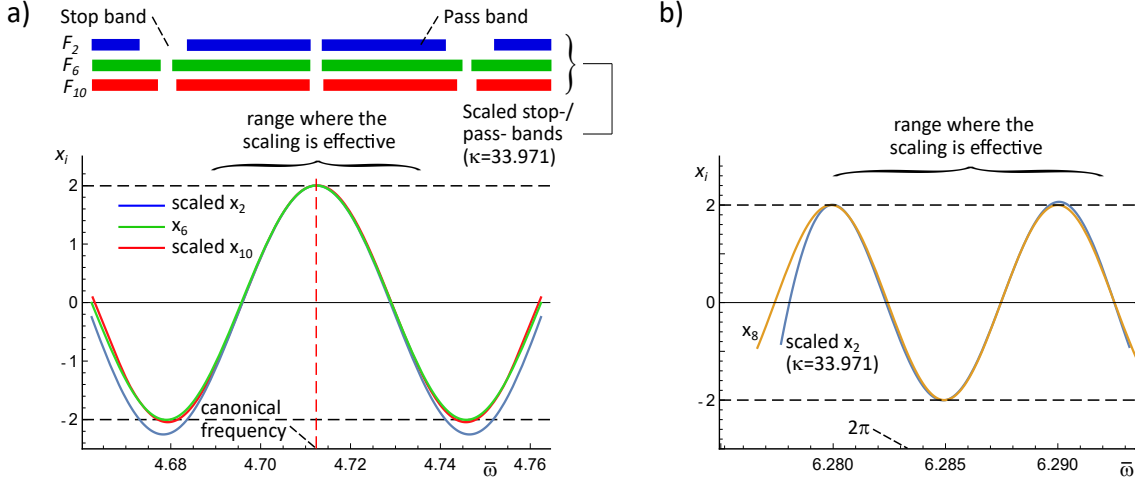 a)
Stop band
Pass band
F2
F6
F10
Scaled stop-/
pass- bands
(κ=33.971)
range where the
scaling is effective
xi
2
scaled x2
x6
scaled x10
1
0
-1
-2
canonical
frequency
4.68
4.70
4.72
4.74
4.76
ω̅
b)
range where the
scaling is effective
xi
2
0
x8
scaled x2
(κ=33.971)
-2
2π
6.280
6.285
6.290
ω̅